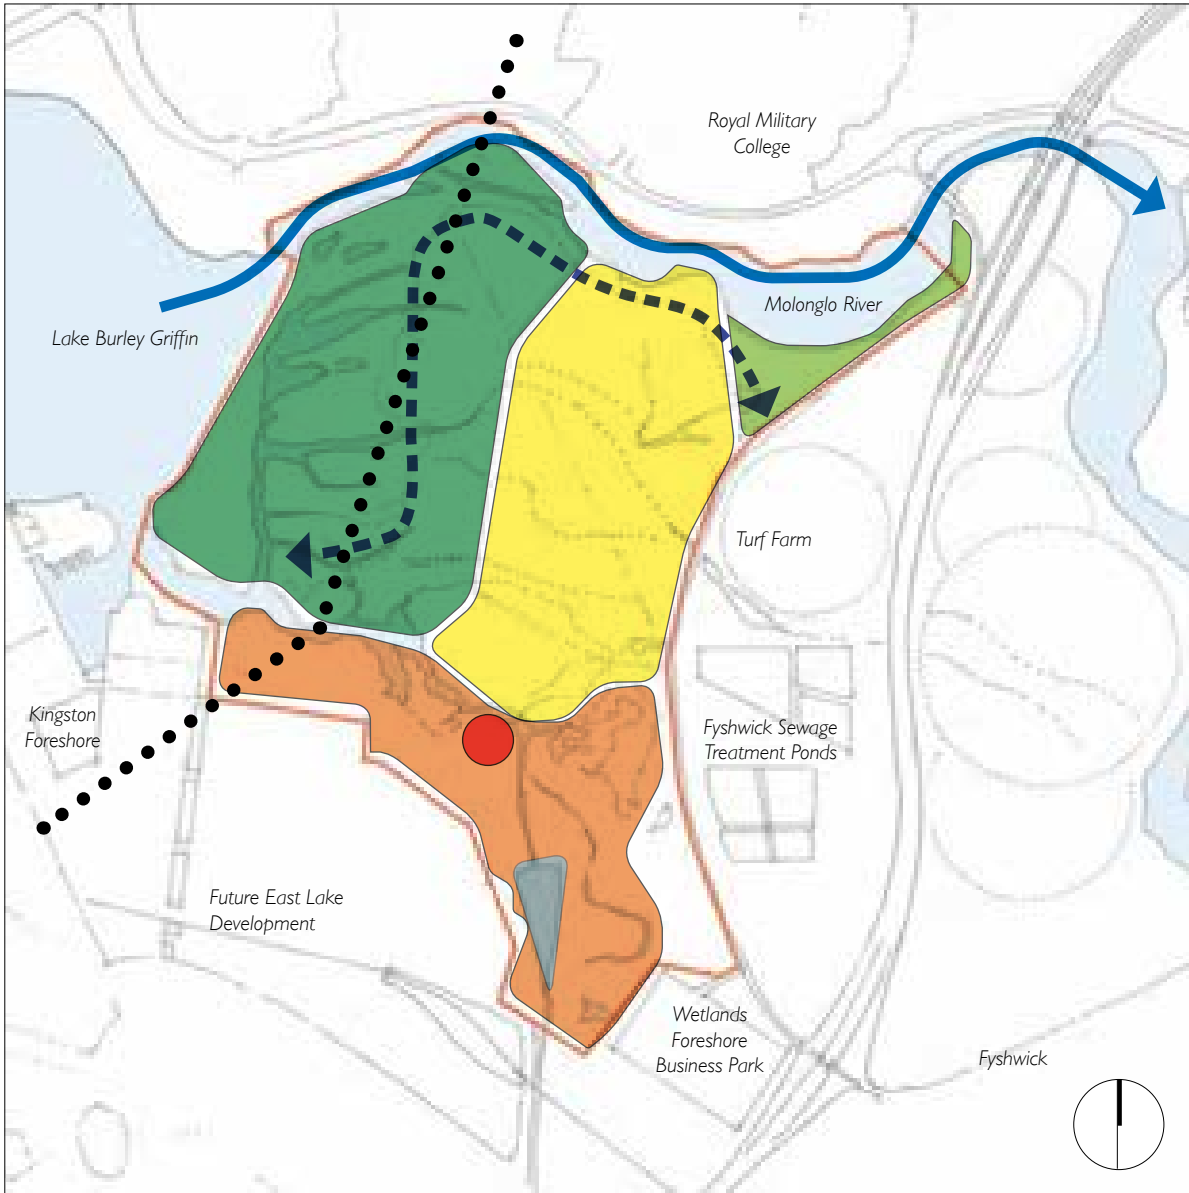 Royal Military
College
Molonglo River
Lake Burley Griffin
Turf Farm
Kingston
Foreshore
Fyshwick Sewage
Treatment Ponds
Future East Lake
Development
Wetlands
Foreshore
Business Park
Fyshwick